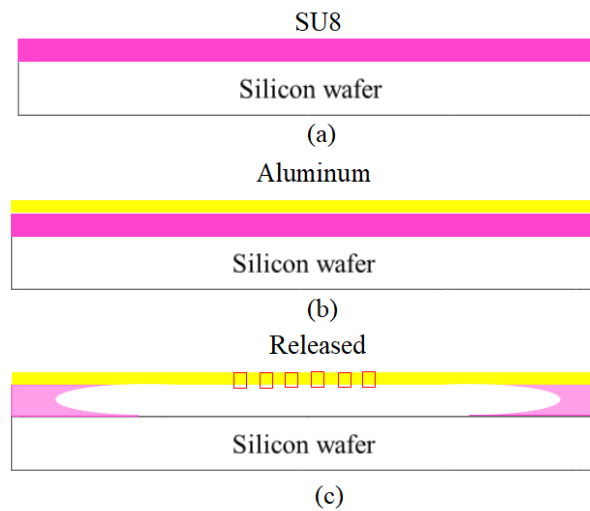 SU8
Silicon wafer
(a)
Aluminum
Silicon wafer
(b)
Released
Silicon wafer
(c)